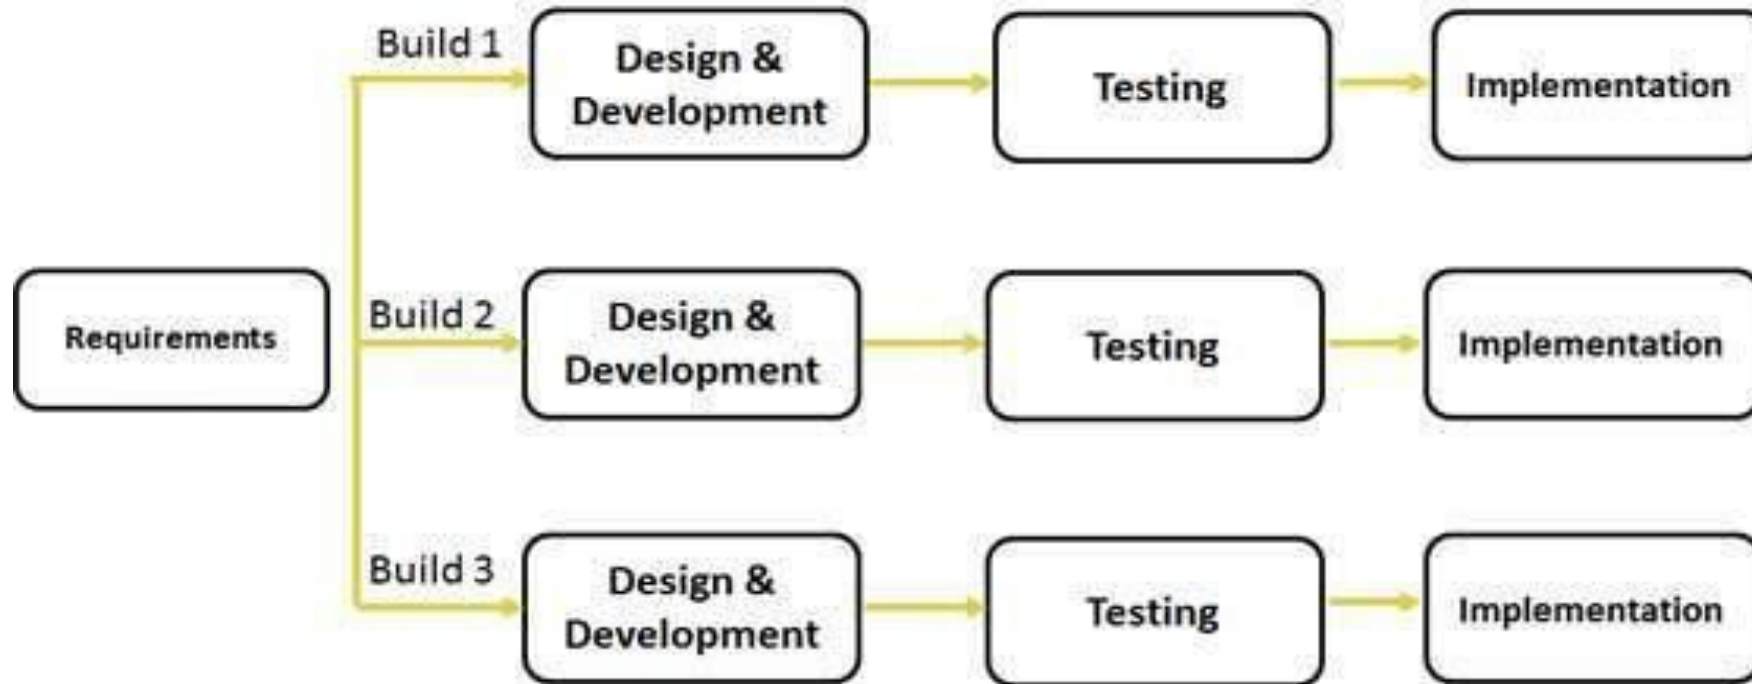 Build 1
Design &
Development
Testing
Implementation
Requirements
Build 2
Design &
Development
Testing
Implementation
Build 3
Design &
Development
Testing
Implementation